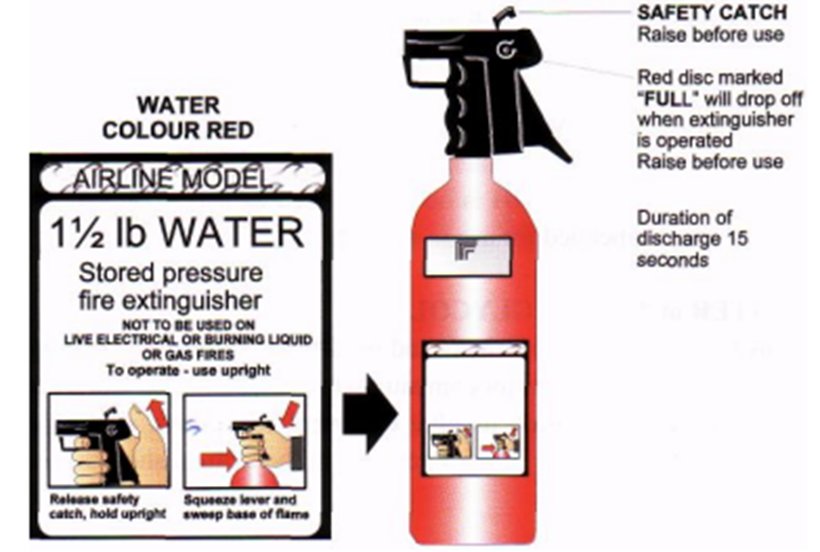 WATER
COLOUR RED
AIRLINE MODEL
1½ lb WATER
Stored pressure
fire extinguisher
NOT TO BE USED ON
LIVE ELECTRICAL OR BURNING LIQUID
OR GAS FIRES
To operate - use upright
Release safety
catch, hold upright
Squeeze lever and
sweep base of flame
SAFETY CATCH
Raise before use
Red disc marked
"FULL" will drop off
when extinguisher
is operated
Raise before use
Duration of
discharge 15
seconds